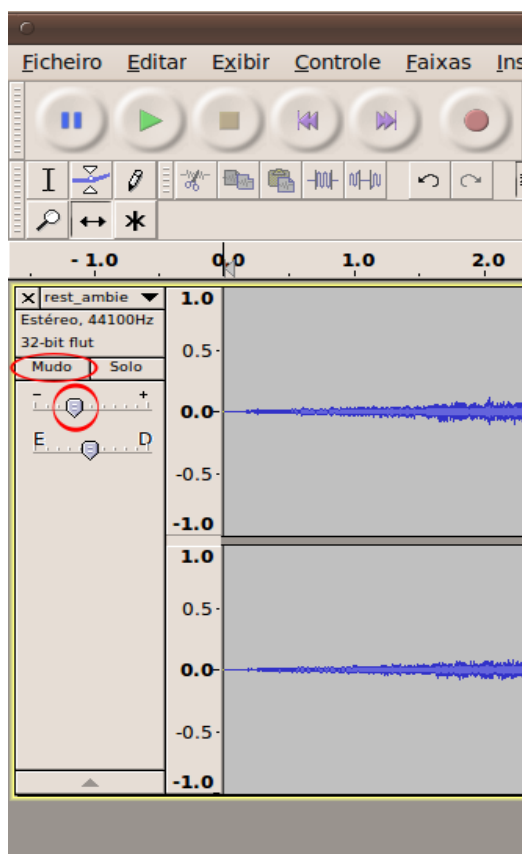 Ficheiro Editar Exibir Controle Faixas Ins
- 1.0 0.0 1.0 2.0
rest_ambie
Estéreo, 44100Hz
32-bit flut
Mudo Solo
- +
E D
1.0
0.5
0.0
-0.5
-1.0
1.0
0.5
0.0
-0.5
-1.0